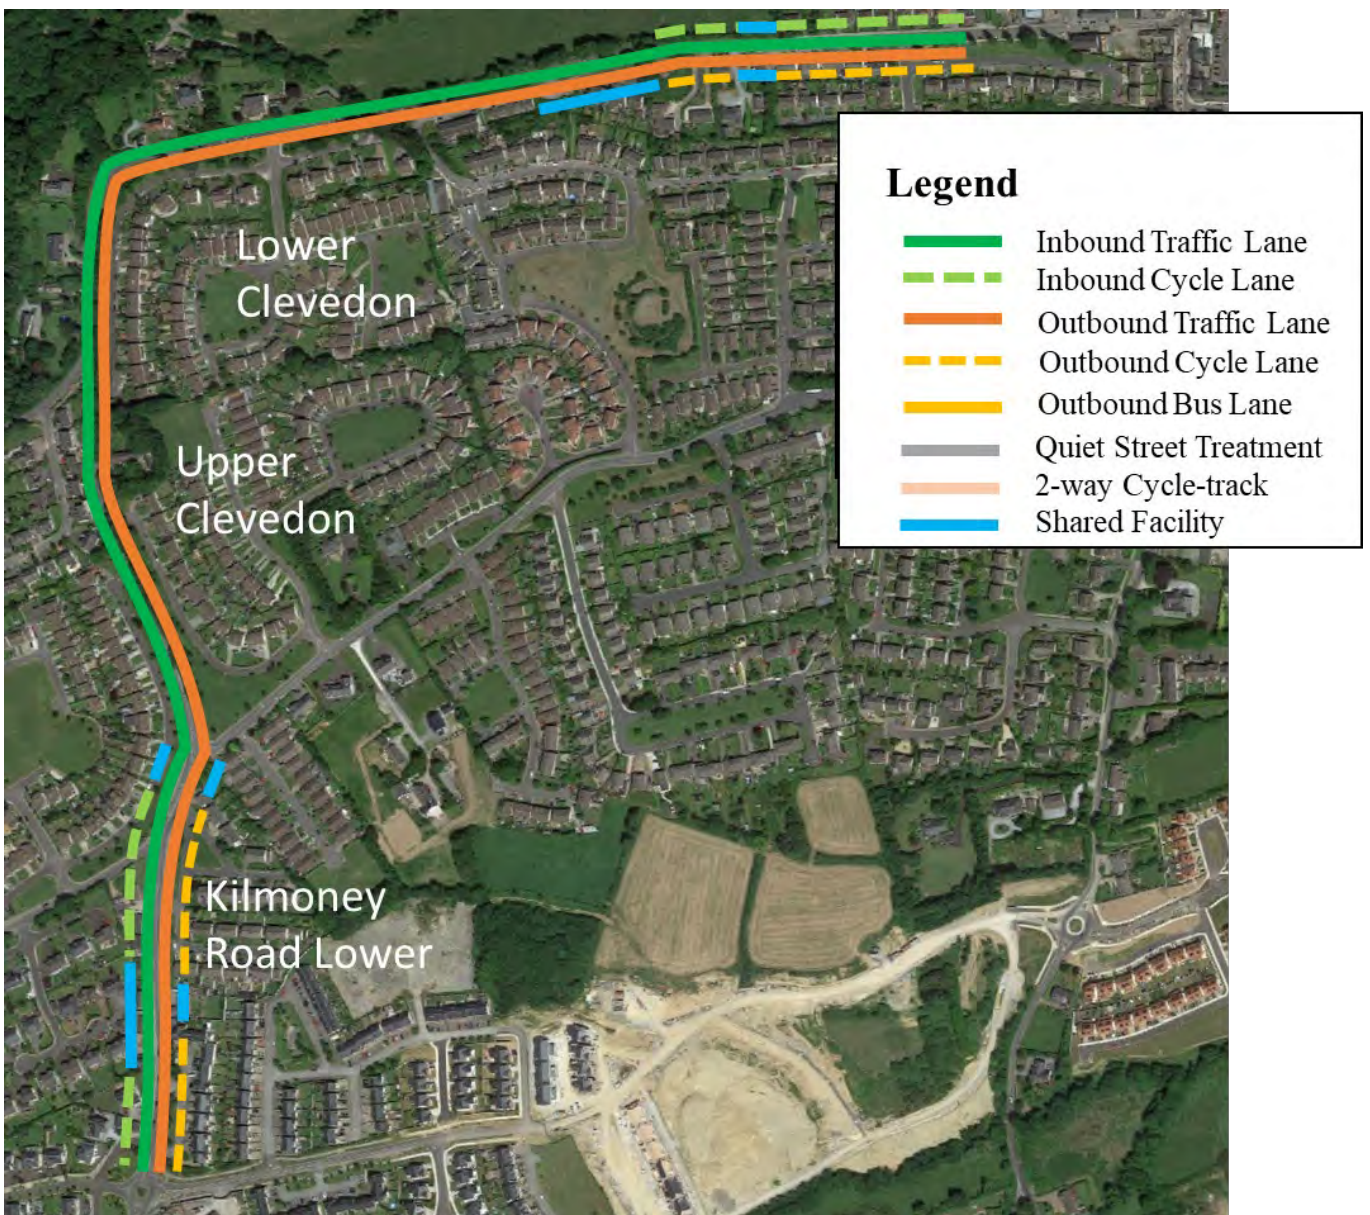 Legend
Inbound Traffic Lane
Inbound Cycle Lane
Outbound Traffic Lane
Outbound Cycle Lane
Outbound Bus Lane
Quiet Street Treatment
2-way Cycle-track
Shared Facility
Lower
Clevedon
Upper
Clevedon
Kilmoney
Road Lower